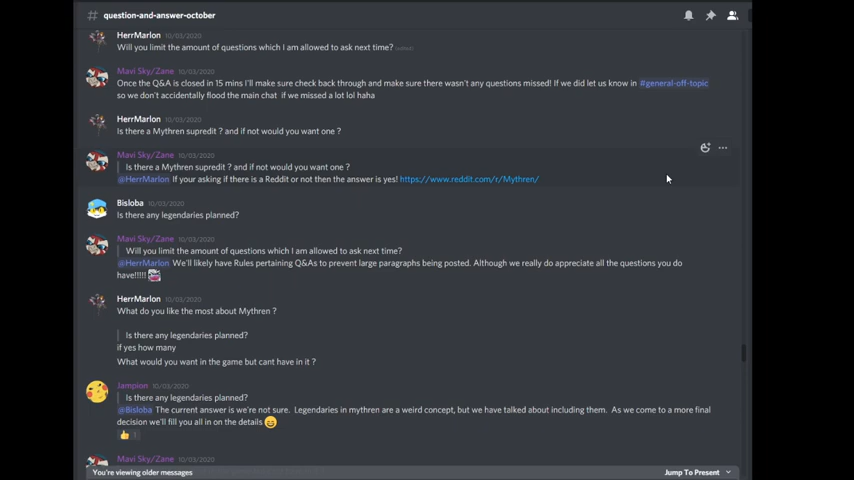 question-and-answer-october
HerrMarlon 10/03/2020
Will you limit the amount of questions which I am allowed to ask next time? (edited)
Mavi Sky/Zane 10/03/2020
Once the Q&A is closed in 15 mins I'll make sure check back through and make sure there wasn't any questions missed! If we did let us know in #general-off-topic
so we don't accidentally flood the main chat if we missed a lot lol haha
HerrMarlon 10/03/2020
Is there a Mythren supredit ? and if not would you want one ?
Mavi Sky/Zane 10/03/2020
Is there a Mythren supredit ? and if not would you want one ?
@HerrMarlon If your asking if there is a Reddit or not then the answer is yes! https://www.reddit.com/r/Mythren/
Bisloba 10/03/2020
Is there any legendaries planned?
Mavi Sky/Zane 10/03/2020
Will you limit the amount of questions which I am allowed to ask next time?
@HerrMarlon We'll likely have Rules pertaining Q&As to prevent large paragraphs being posted. Although we really do appreciate all the questions you do
have!!!!!
HerrMarlon 10/03/2020
What do you like the most about Mythren ?
Is there any legendaries planned?
if yes how many
What would you want in the game but cant have in it ?
Jampion 10/03/2020
Is there any legendaries planned?
@Bisloba The current answer is we're not sure. Legendaries in mythren are a weird concept, but we have talked about including them. As we come to a more final
decision we'll fill you all in on the details
1
Mavi Sky/Zane 10/03/2020
You're viewing older messages Jump To Present